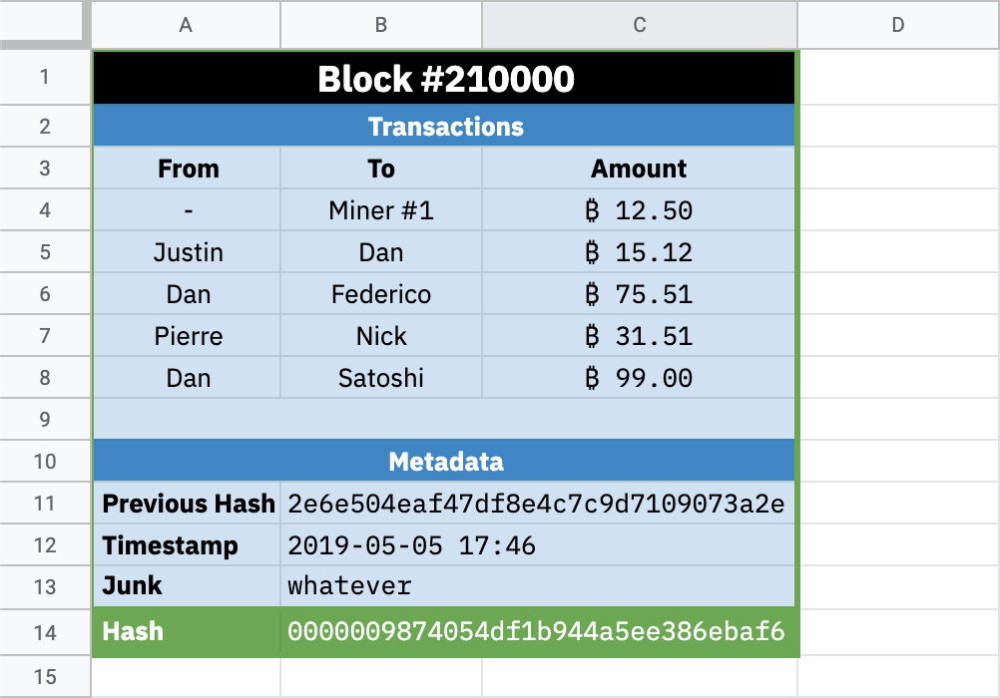 A B C D
1 Block #210000
2 Transactions
3 From To Amount
4 - Miner #1 ₿ 12.50
5 Justin Dan ₿ 15.12
6 Dan Federico ₿ 75.51
7 Pierre Nick ₿ 31.51
8 Dan Satoshi ₿ 99.00
9
10 Metadata
11 Previous Hash 2e6e504eaf47df8e4c7c9d7109073a2e
12 Timestamp 2019-05-05 17:46
13 Junk whatever
14 Hash 0000009874054df1b944a5ee386ebaf6
15